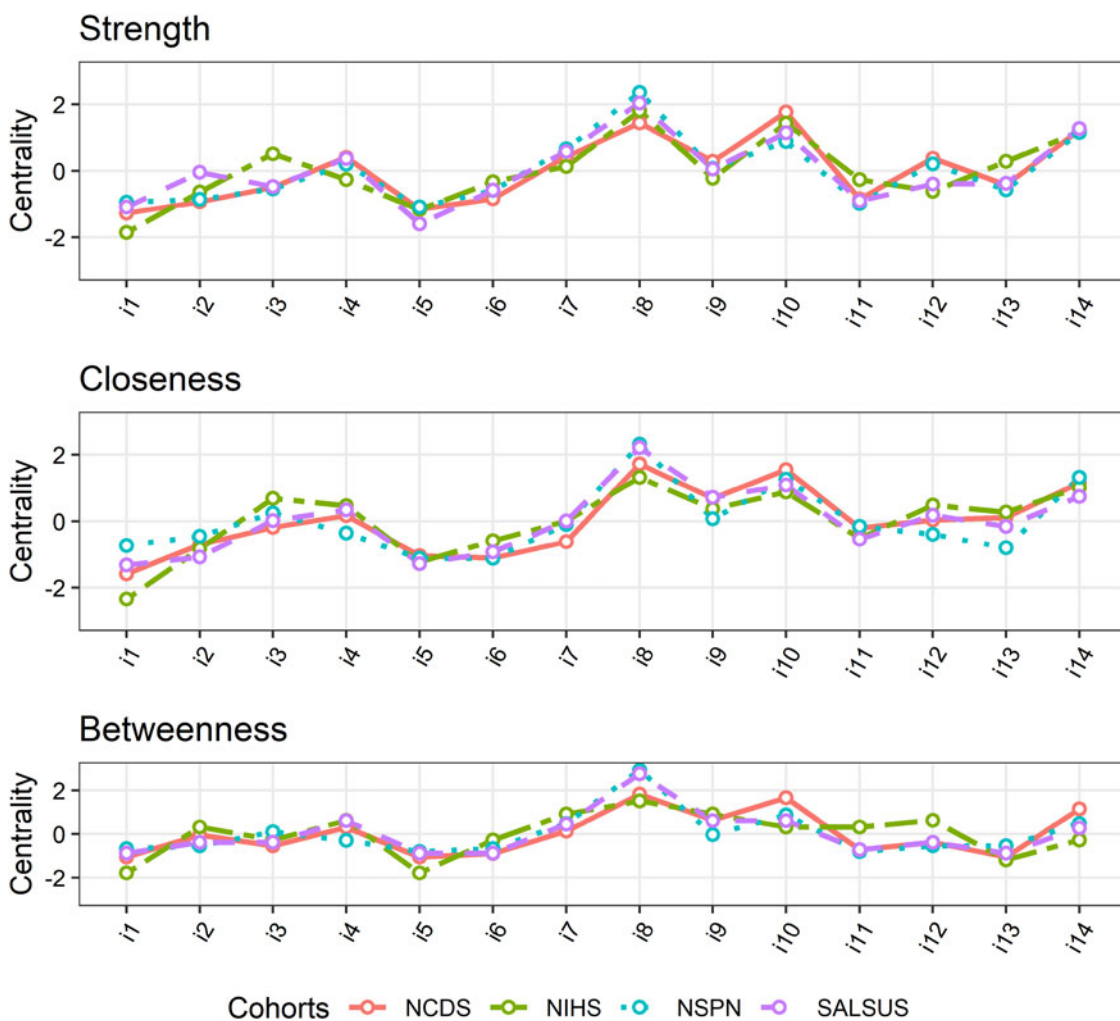 Strength
Centrality
2
0
-2
i1 i2 i3 i4 i5 i6 i7 i8 i9 i10 i11 i12 i13 i14
Closeness
Centrality
2
0
-2
i1 i2 i3 i4 i5 i6 i7 i8 i9 i10 i11 i12 i13 i14
Betweenness
Centrality
2
0
-2
i1 i2 i3 i4 i5 i6 i7 i8 i9 i10 i11 i12 i13 i14
Cohorts NCDS NIHS NSPN SALSUS